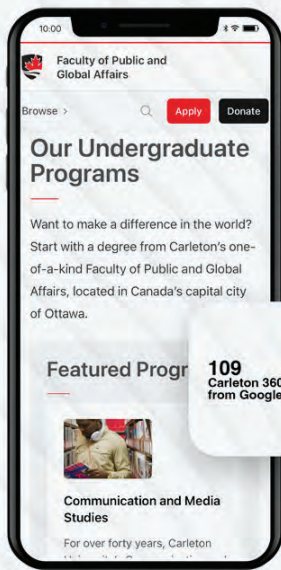 10:00
Faculty of Public and
Global Affairs
Browse >
Apply
Donate
Our Undergraduate
Programs
Want to make a difference in the world?
Start with a degree from Carleton's one-
of-a-kind Faculty of Public and Global
Affairs, located in Canada's capital city
of Ottawa.
Featured Progr
109
Carleton 360
from Google
Communication and Media
Studies
For over forty years, Carleton